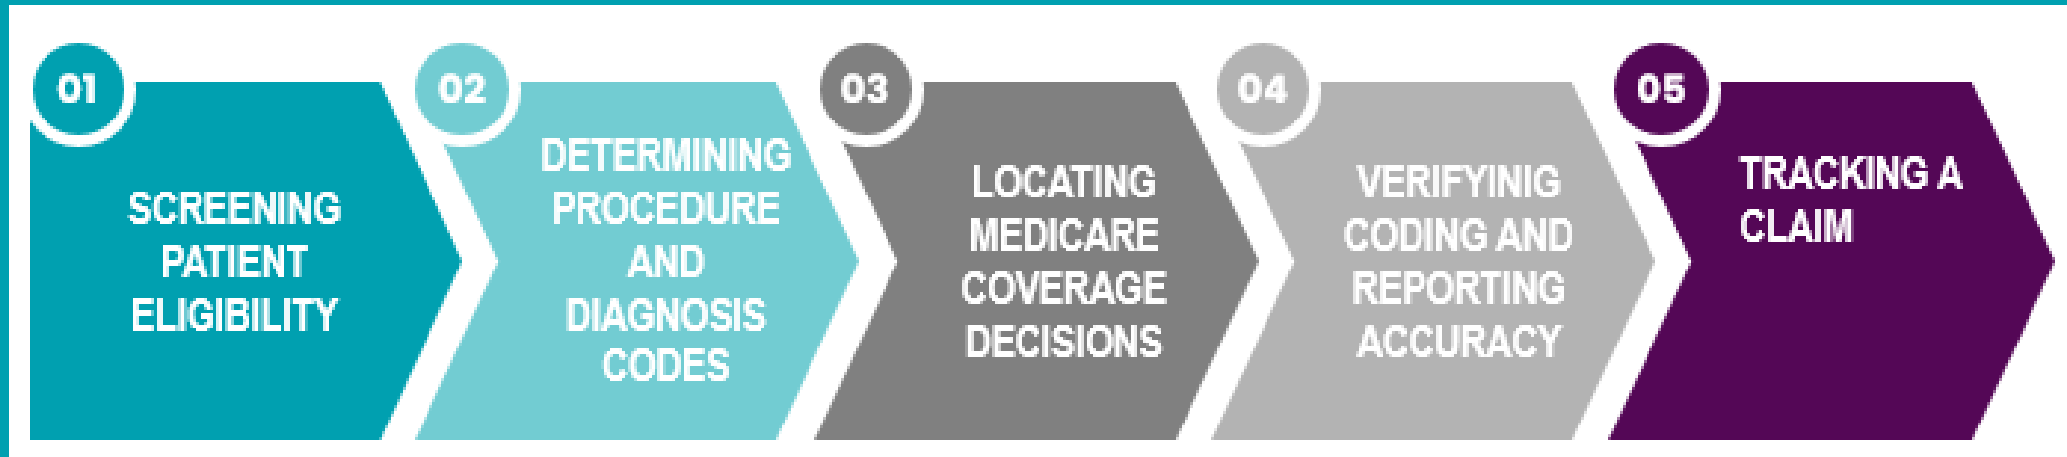 01
SCREENING
PATIENT
ELIGIBILITY
02
DETERMINING
PROCEDURE
AND
DIAGNOSIS
CODES
03
LOCATING
MEDICARE
COVERAGE
DECISIONS
04
VERIFYINIG
CODING AND
REPORTING
ACCURACY
05
TRACKING A
CLAIM